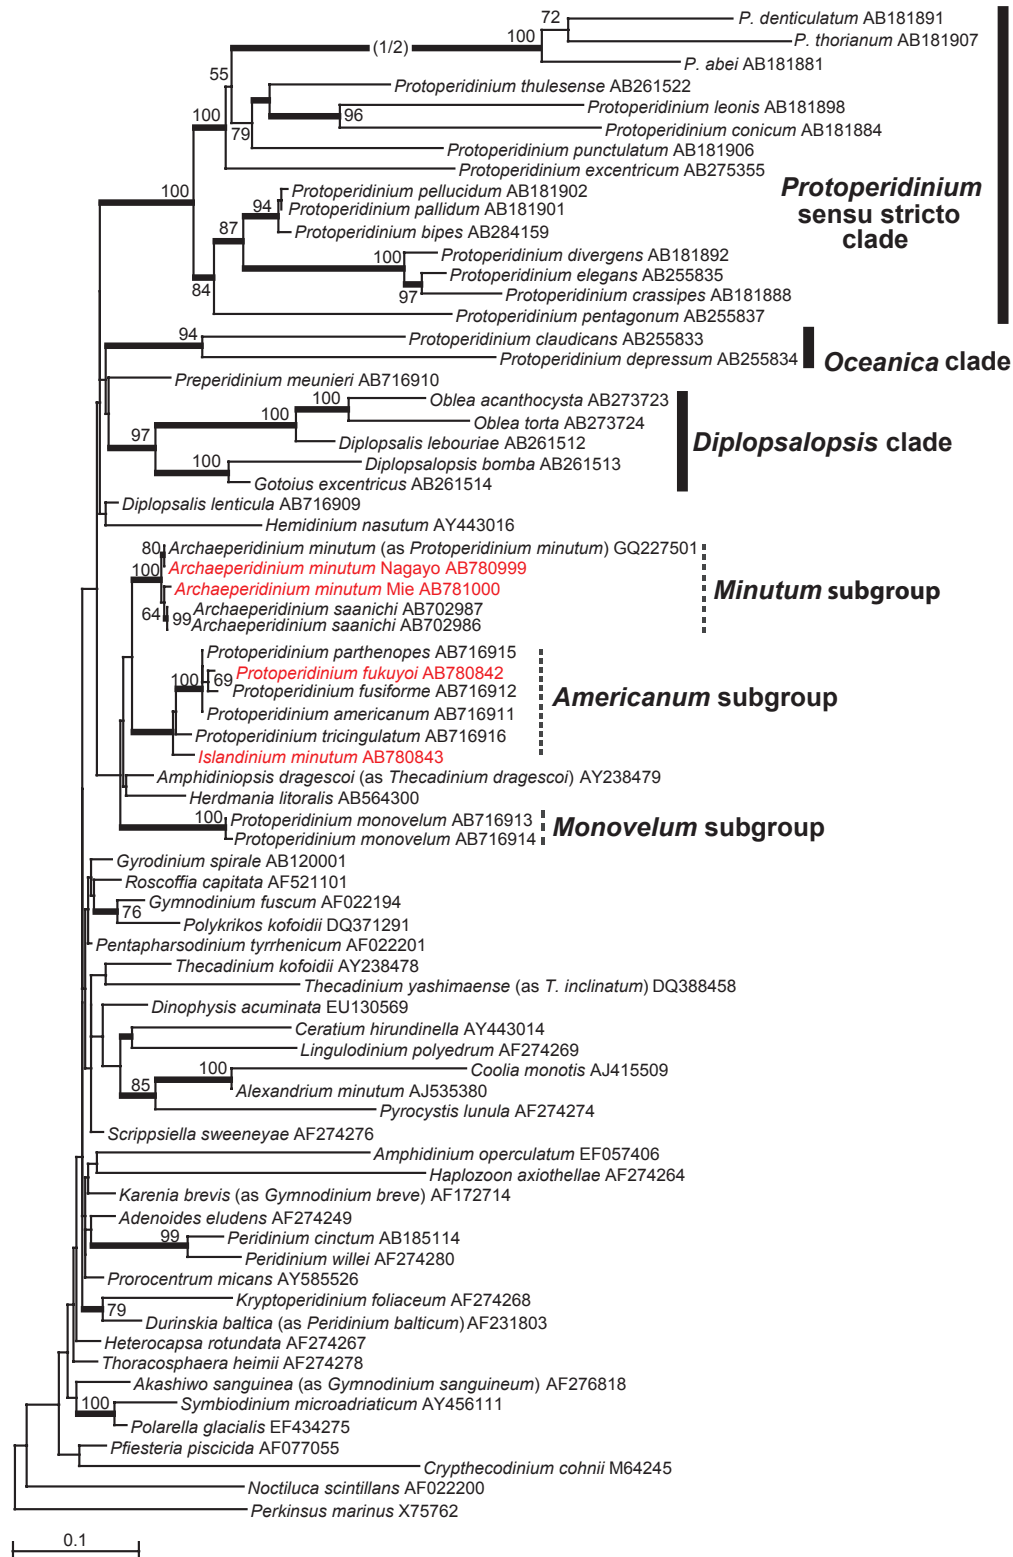 72
P. denticulatum AB181891
100
P. thorianum AB181907
(1/2)
P. abei AB181881
55
Protoperidinium thulesense AB261522
Protoperidinium leonis AB181898
100
96
79
Protoperidinium conicum AB181884
Protoperidinium punctulatum AB181906
Protoperidinium excentricum AB275355
100
Protoperidinium pellucidum AB181902
94
Protoperidinium pallidum AB181901
87
Protoperidinium bipes AB284159
100
Protoperidinium divergens AB181892
Protoperidinium elegans AB255835
84
97
Protoperidinium crassipes AB181888
Protoperidinium pentagonum AB255837
Protoperidinium
sensu stricto
clade
94
Protoperidinium claudicans AB255833
Protoperidinium depressum AB255834
Oceanica clade
Preperidinium meunieri AB716910
100
Oblea acanthocysta AB273723
100
Oblea torta AB273724
97
Diplopsalis lebouriae AB261512
100
Diplopsalopsis bomba AB261513
Gotoius excentricus AB261514
Diplopsalopsis clade
Diplopsalis lenticula AB716909
Hemidinium nasutum AY443016
80
Archaeperidinium minutum (as Protoperidinium minutum) GQ227501
100
Archaeperidinium minutum Nagayo AB780999
Archaeperidinium minutum Mie AB781000
64
99
Archaeperidinium saanichi AB702987
Archaeperidinium saanichi AB702986
Minutum subgroup
Protoperidinium parthenopes AB716915
100
69
Protoperidinium fukuyoi AB780842
Protoperidinium fusiforme AB716912
Protoperidinium americanum AB716911
Protoperidinium tricingulatum AB716916
Islandinium minutum AB780843
Americanum subgroup
Amphidiniopsis dragescoi (as Thecadinium dragescoi) AY238479
Herdmania litoralis AB564300
100
Protoperidinium monovelum AB716913
Protoperidinium monovelum AB716914
Monovelum subgroup
Gyrodinium spirale AB120001
Roscoffia capitata AF521101
Gymnodinium fuscum AF022194
76
Polykrikos kofoidii DQ371291
Pentapharsodinium tyrrhenicum AF022201
Thecadinium kofoidii AY238478
Thecadinium yashimaense (as T. inclinatum) DQ388458
Dinophysis acuminata EU130569
Ceratium hirundinella AY443014
Lingulodinium polyedrum AF274269
100
Coolia monotis AJ415509
85
Alexandrium minutum AJ535380
Pyrocystis lunula AF274274
Scrippsiella sweeneyae AF274276
Amphidinium operculatum EF057406
Haplozoon axiothellae AF274264
Karenia brevis (as Gymnodinium breve) AF172714
Adenoides eludens AF274249
99
Peridinium cinctum AB185114
Peridinium willei AF274280
Prorocentrum micans AY585526
Kryptoperidinium foliaceum AF274268
79
Durinskia baltica (as Peridinium balticum) AF231803
Heterocapsa rotundata AF274267
Thoracosphaera heimii AF274278
Akashiwo sanguinea (as Gymnodinium sanguineum) AF276818
100
Symbiodinium microadriaticum AY456111
Polarella glacialis EF434275
Pfiesteria piscicida AF077055
Crypthecodinium cohnii M64245
Noctiluca scintillans AF022200
Perkinsus marinus X75762
0.1